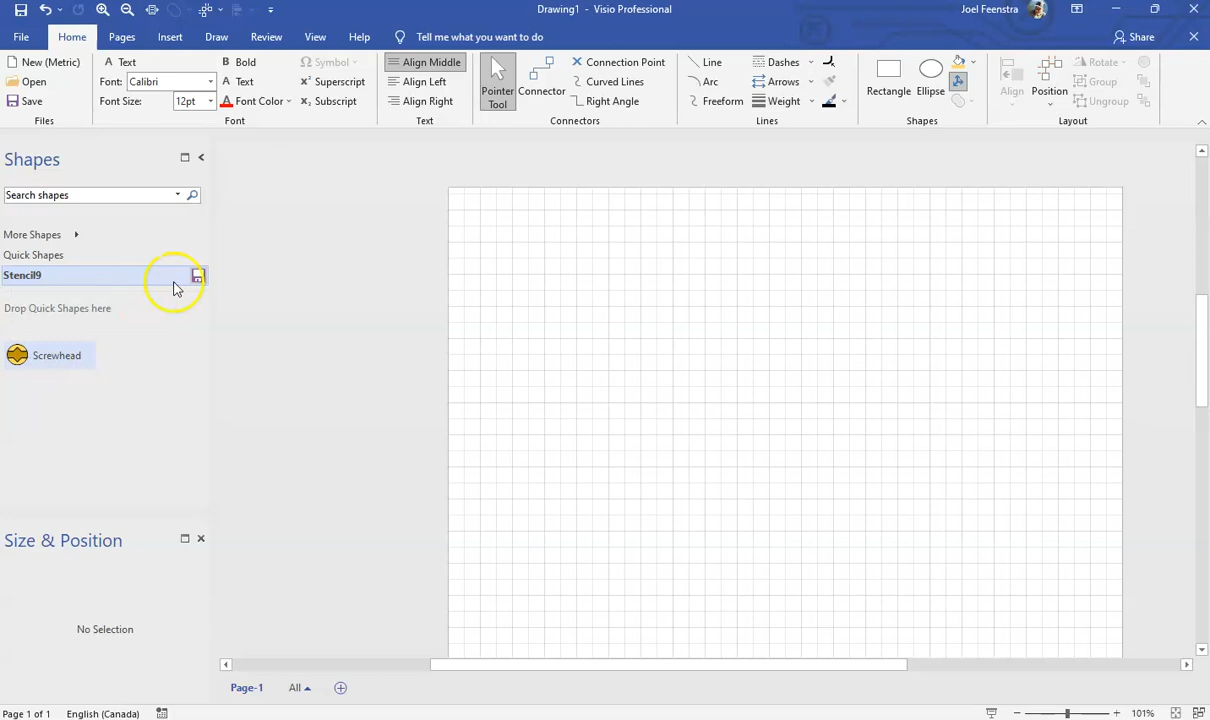 Drawing1 - Visio Professional
Joel Feenstra
File Home Pages Insert Draw Review View Help Tell me what you want to do Share
New (Metric)
Open
Save
Files
Text
Font: Calibri
Font Size: 12pt
Bold
Text
Font Color
Symbol
Superscript
Subscript
Font
Align Middle
Align Left
Align Right
Text
Pointer Tool
Connector
Connection Point
Curved Lines
Right Angle
Connectors
Line
Arc
Freeform
Dashes
Arrows
Weight
Lines
Rectangle
Ellipse
Shapes
Align
Position
Rotate
Group
Ungroup
Layout
Shapes
Search shapes
More Shapes
Quick Shapes
Stencil9
Drop Quick Shapes here
Screwhead
Size & Position
No Selection
Page-1 All
Page 1 of 1 English (Canada) 101%